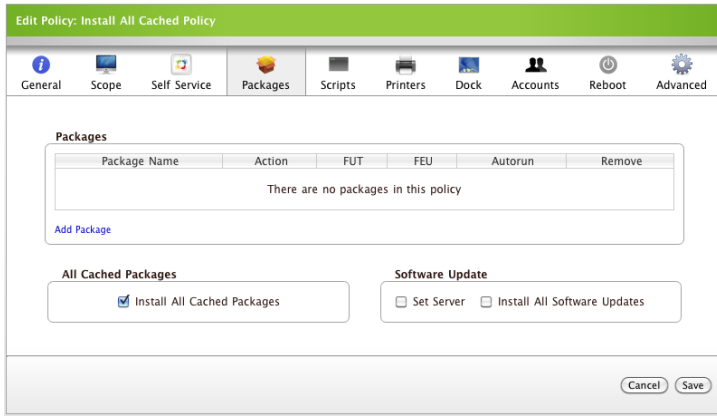 Edit Policy: Install All Cached Policy
General Scope Self Service Packages Scripts Printers Dock Accounts Reboot Advanced
Packages
Package Name Action FUT FEU Autorun Remove
There are no packages in this policy
Add Package
All Cached Packages Software Update
Install All Cached Packages Set Server Install All Software Updates
Cancel Save